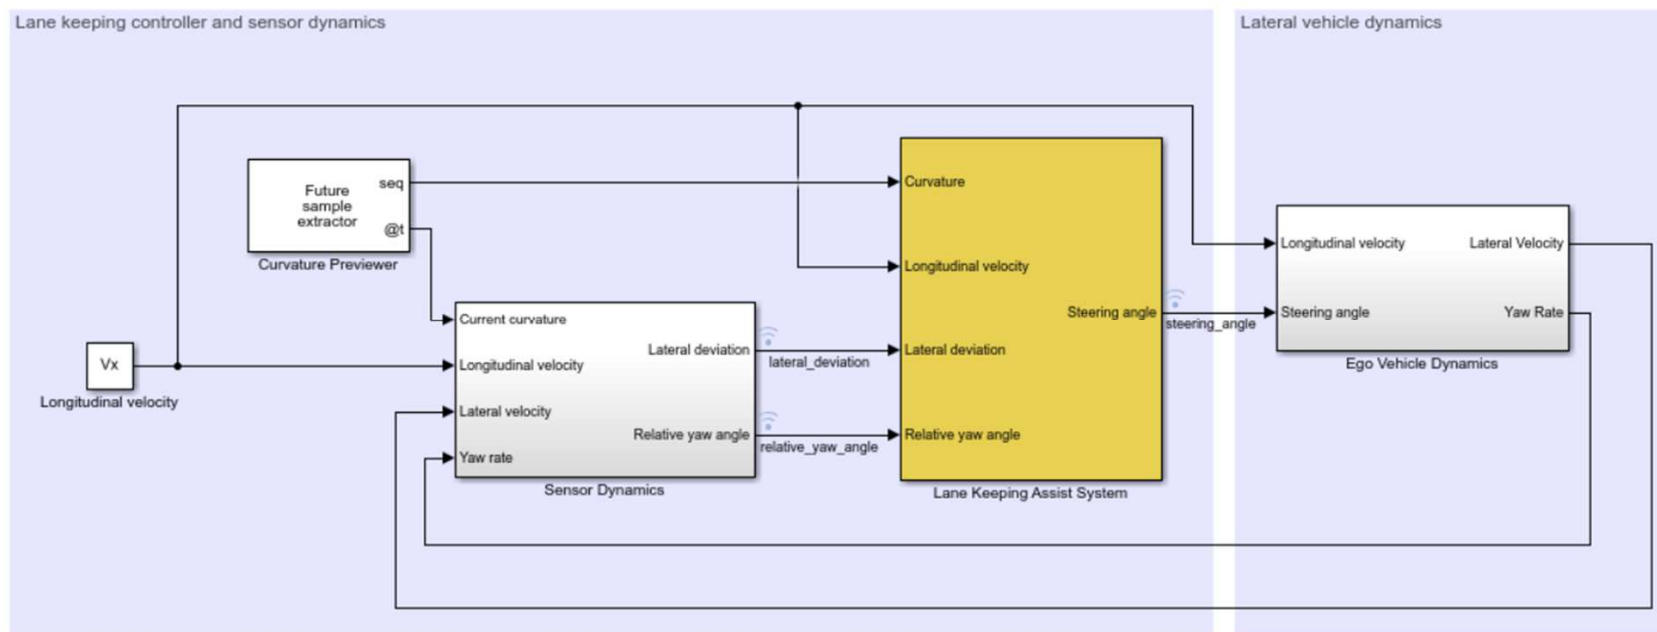 Lane keeping controller and sensor dynamics
Lateral vehicle dynamics
Future
sample
extractor
seq
@t
Curvature Previewer
Vx
Longitudinal velocity
Current curvature
Longitudinal velocity
Lateral velocity
Yaw rate
Lateral deviation
Relative yaw angle
Sensor Dynamics
lateral_deviation
relative_yaw_angle
Curvature
Longitudinal velocity
Lateral deviation
Relative yaw angle
Steering angle
Lane Keeping Assist System
steering_angle
Longitudinal velocity
Steering angle
Lateral Velocity
Yaw Rate
Ego Vehicle Dynamics